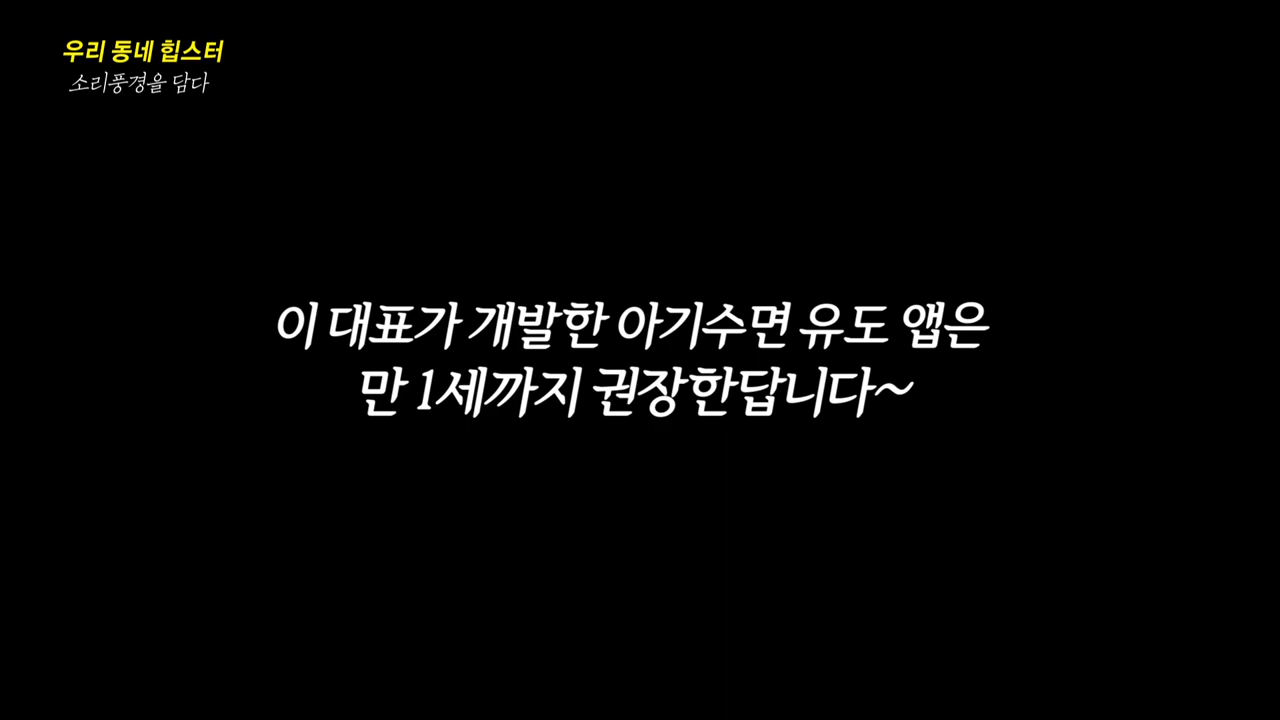 우리 동네 힙스터
소리풍경을 담다
이 대표가 개발한 아기수면 유도 앱은
만 1세까지 권장한답니다~